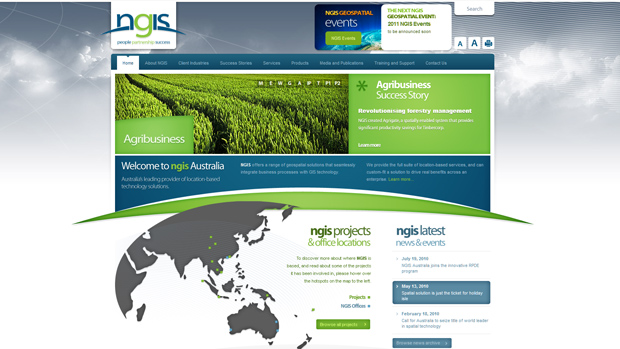 ngis
people partnership success
NGIS GEOSPATIAL
events
NGIS Events
THE NEXT NGIS
GEOSPATIAL EVENT:
2011 NGIS Events
to be announced soon
Search
A A
Home About NGIS Client Industries Success Stories Services Products Media and Publications Training and Support Contact Us
M E W G A P T P1 P2
Agribusiness
* Agribusiness
Success Story
Revolutionising forestry management
NGIS created Agrigain, a spatially-enabled system that provides
significant productivity savings for
Learn more
Welcome to ngis Australia
Australia's leading provider of location-based
technology solutions.
NGIS offers a range of geospatial solutions that seamlessly
integrate business processes with GIS technology.
We provide the full-suite of location-based services, and can
custom-fit a solution to drive real benefits across an
enterprise. Learn more...
ngis projects
& office locations
To discover more about where NGIS is
based, and read about some of the projects
it has been involved in, please hover over
the hotspots on the map to the left.
Projects
NGIS Offices
Browse all projects
ngis latest
news & events
July 15, 2010
NGIS Australia joins the innovative
program
May 13, 2010
Spatial solution is just the ticket for holiday
February 10, 2010
Call for Australia to seize title of world leader
in spatial technology
Browse news archive